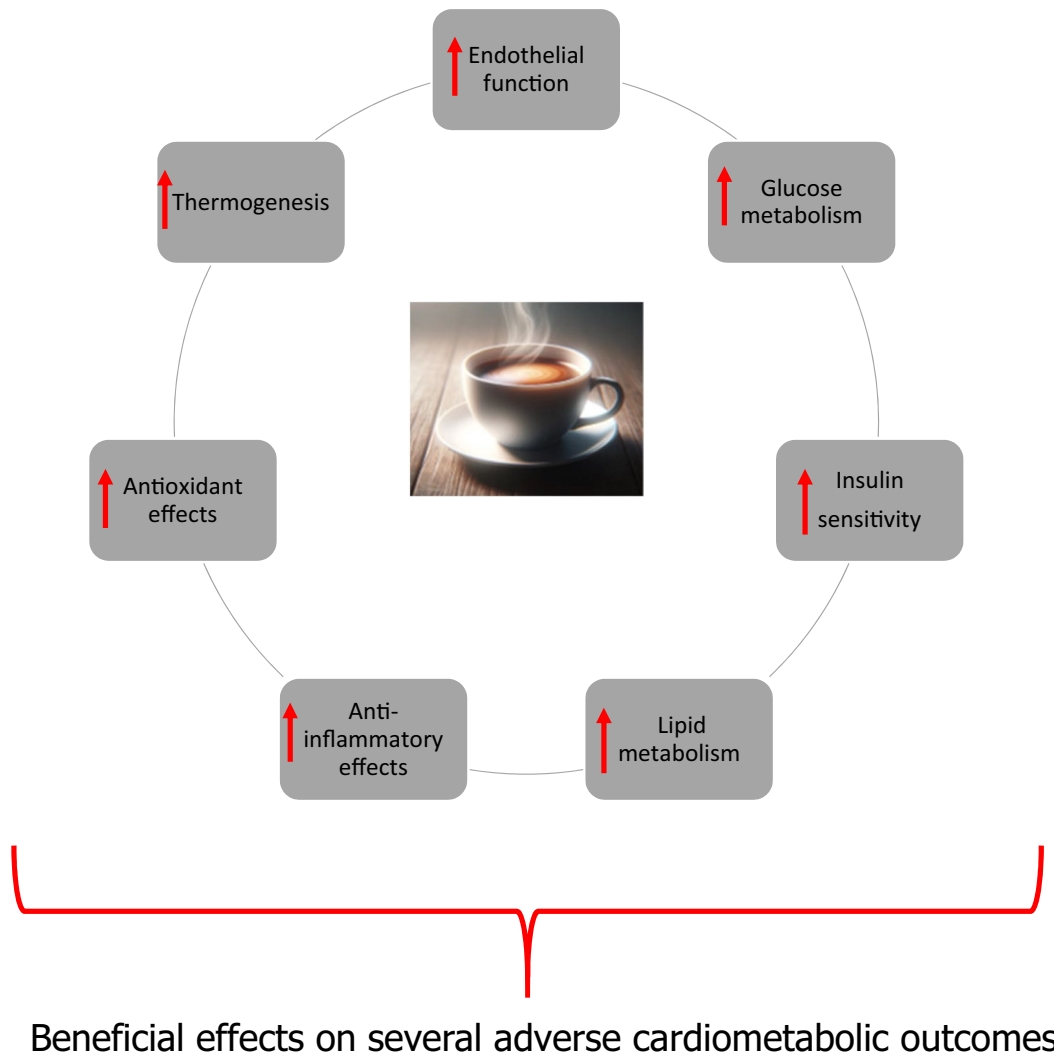 Endothelial
function
Glucose
metabolism
Insulin
sensitivity
Lipid
metabolism
Anti-
inflammatory
effects
Antioxidant
effects
Thermogenesis
Beneficial effects on several adverse cardiometabolic outcomes